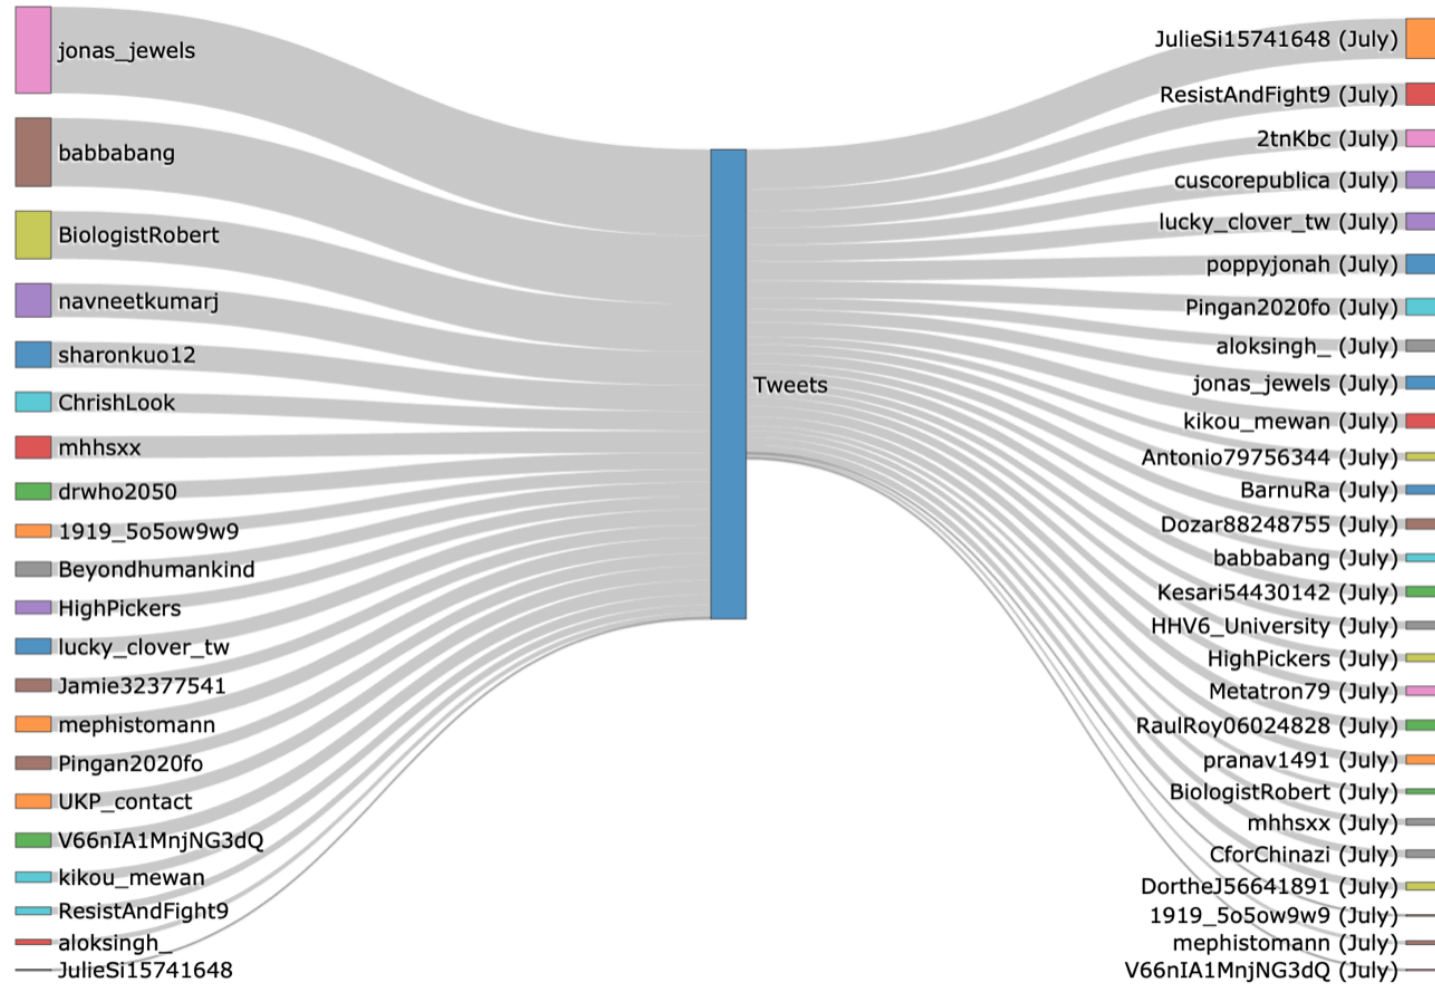 jonas_jewels
babbabang
BiologistRobert
navneetkumarj
sharonkuo12
ChrishLook
mhhsxx
drwho2050
1919_5o5ow9w9
Beyondhumankind
HighPickers
lucky_clover_tw
Jamie32377541
mephistomann
Pingan2020fo
UKP_contact
V66nIA1MnjNG3dQ
kikou_mewan
ResistAndFight9
aloksingh_
JulieSi15741648
Tweets
JulieSi15741648 (July)
ResistAndFight9 (July)
2tnKbc (July)
cuscorepublica (July)
lucky_clover_tw (July)
poppyjonah (July)
Pingan2020fo (July)
aloksingh_ (July)
jonas_jewels (July)
kikou_mewan (July)
Antonio79756344 (July)
BarnuRa (July)
Dozar88248755 (July)
babbabang (July)
Kesari54430142 (July)
HHV6_University (July)
HighPickers (July)
Metatron79 (July)
RaulRoy06024828 (July)
pranav1491 (July)
BiologistRobert (July)
mhhsxx (July)
CforChinazi (July)
DortheJ56641891 (July)
1919_5o5ow9w9 (July)
mephistomann (July)
V66nIA1MnjNG3dQ (July)